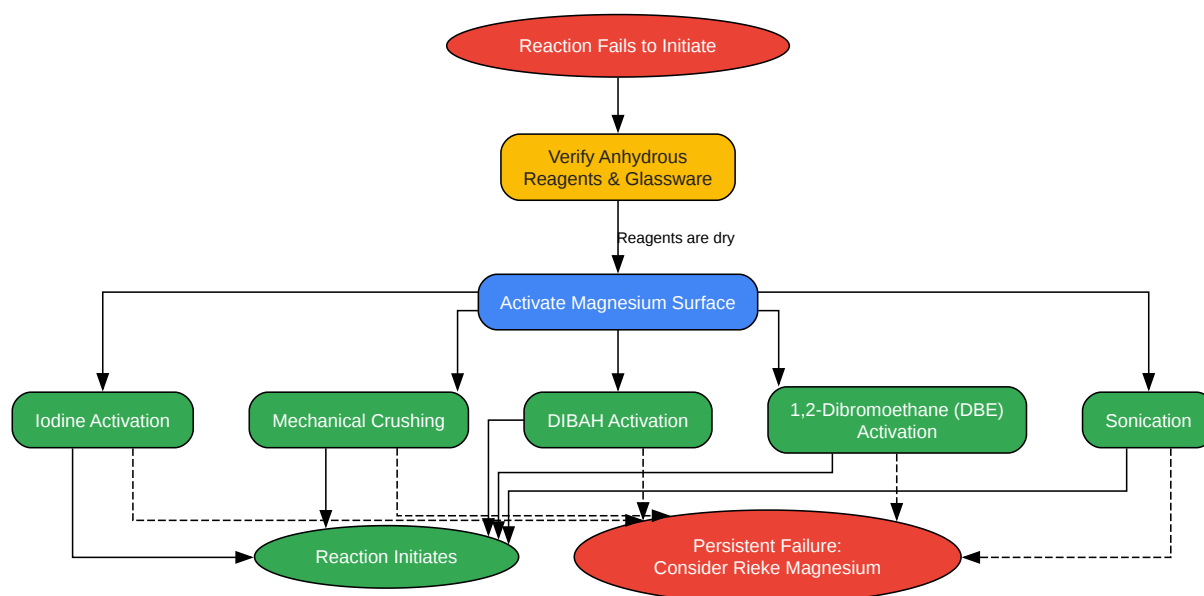 Reaction Fails to Initiate
Verify Anhydrous
Reagents & Glassware
Reagents are dry
Activate Magnesium Surface
Iodine Activation
Mechanical Crushing
DIBAH Activation
1,2-Dibromoethane (DBE)
Activation
Sonication
Reaction Initiates
Persistent Failure:
Consider Rieke Magnesium